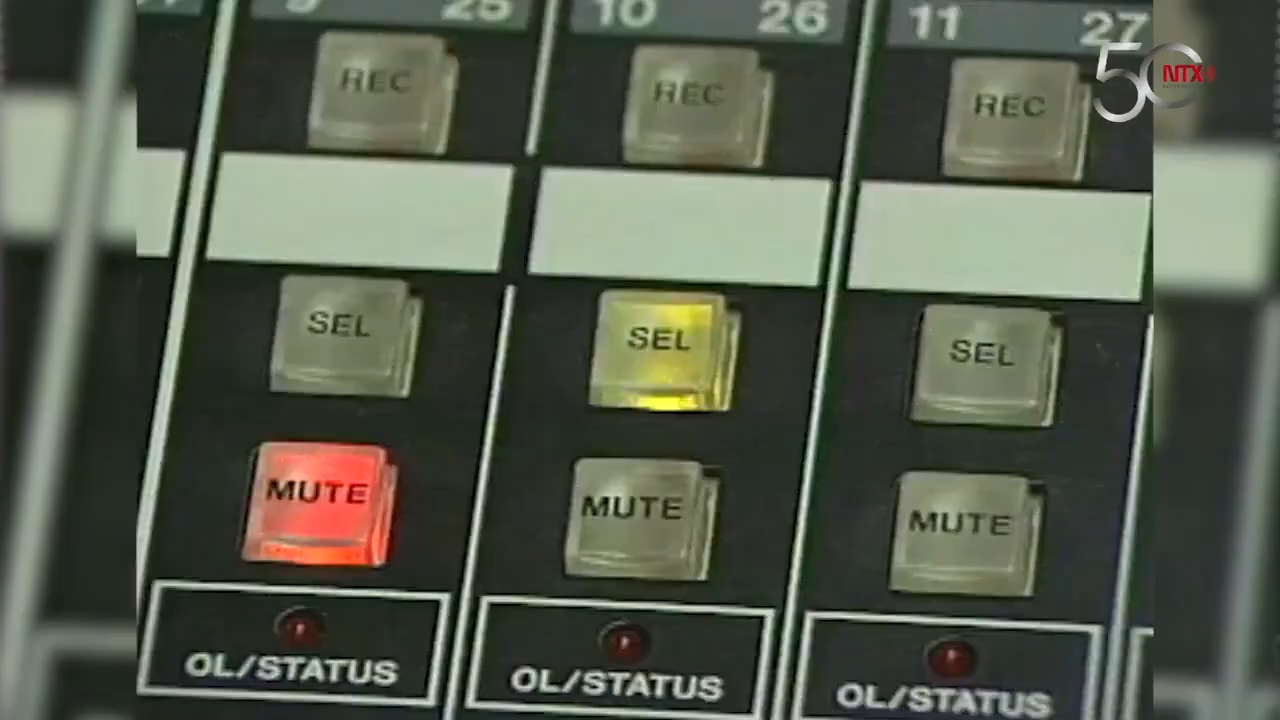 9 25 10 26 11 27
50 NTX
REC REC REC
SEL SEL SEL
MUTE MUTE MUTE
OL/STATUS OL/STATUS OL/STATUS